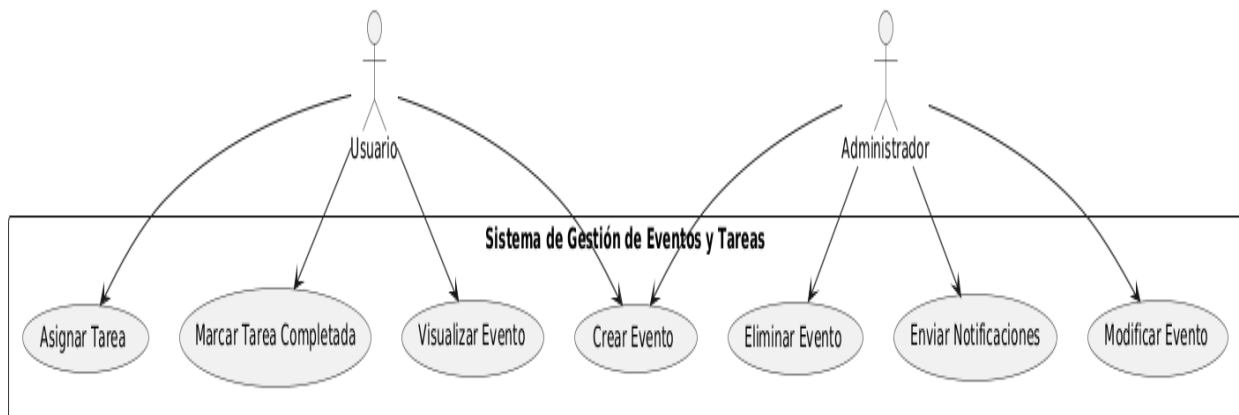 Usuario
Administrador
Sistema de Gestión de Eventos y Tareas
Asignar Tarea
Marcar Tarea Completada
Visualizar Evento
Crear Evento
Eliminar Evento
Enviar Notificaciones
Modificar Evento